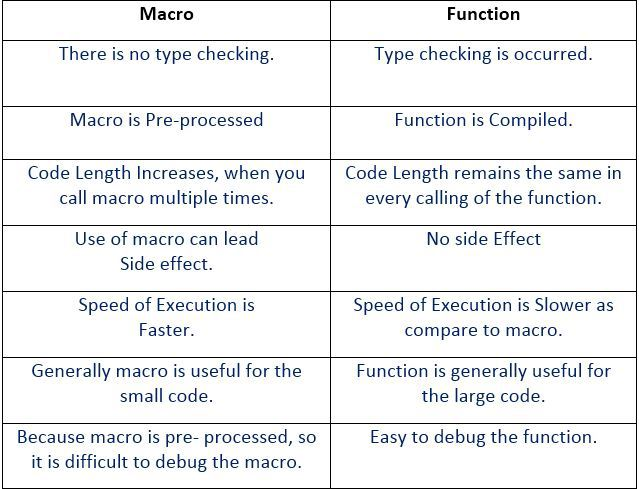 Macro
Function
There is no type checking.
Type checking is occurred.
Macro is Pre-processed
Function is Compiled.
Code Length Increases, when you
call macro multiple times.
Code Length remains the same in
every calling of the function.
Use of macro can lead
Side effect.
No side Effect
Speed of Execution is
Faster.
Speed of Execution is Slower as
compare to macro.
Generally macro is useful for the
small code.
Function is generally useful for
the large code.
Because macro is pre- processed, so
it is difficult to debug the macro.
Easy to debug the function.